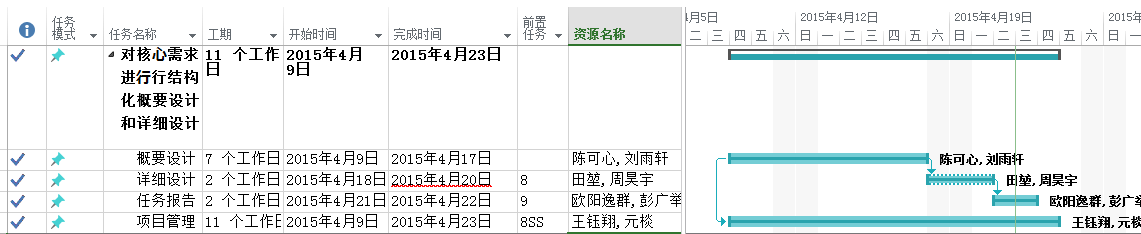 任务模式 任务名称 工期 开始时间 完成时间 前置任务 资源名称
4月5日 2015年4月12日 2015年4月19日 2015年
二 三 四 五 六 日 一 二 三 四 五 六 日 一 二 三 四 五 六 日 一
对核心需求进行行结构化概要设计和详细设计 11 个工作日 2015年4月9日 2015年4月23日
概要设计 7 个工作日 2015年4月9日 2015年4月17日 陈可心,刘雨轩 陈可心,刘雨轩
详细设计 2 个工作日 2015年4月18日 2015年4月20日 8 田堃,周昊宇 田堃,周昊宇
任务报告 2 个工作日 2015年4月21日 2015年4月22日 9 欧阳逸群,彭广举 欧阳逸群,彭广举
项目管理 11 个工作日 2015年4月9日 2015年4月23日 8SS 王钰翔,元棪 王钰翔,元棪